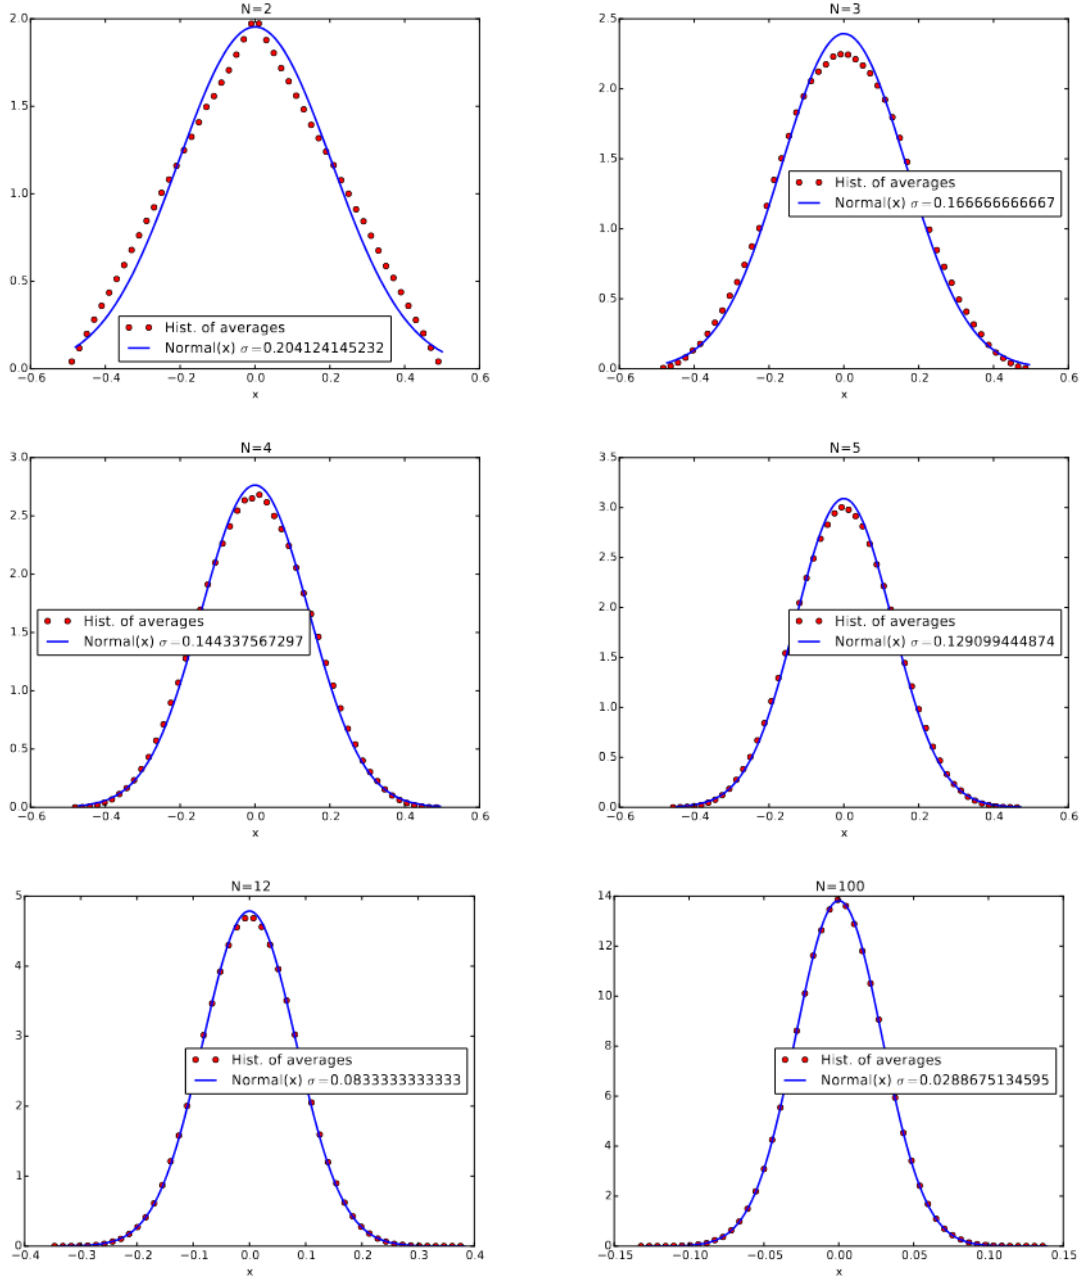 N=2
2.0
1.5
1.0
0.5
0.0
Hist. of averages
Normal(x) σ=0.204124145232
−0.6 −0.4 −0.2 0.0 0.2 0.4 0.6
x
N=3
2.5
2.0
1.5
1.0
0.5
0.0
Hist. of averages
Normal(x) σ=0.166666666667
−0.6 −0.4 −0.2 0.0 0.2 0.4 0.6
x
N=4
3.0
2.5
2.0
1.5
1.0
0.5
0.0
Hist. of averages
Normal(x) σ=0.144337567297
−0.6 −0.4 −0.2 0.0 0.2 0.4 0.6
x
N=5
3.5
3.0
2.5
2.0
1.5
1.0
0.5
0.0
Hist. of averages
Normal(x) σ=0.129099444874
−0.6 −0.4 −0.2 0.0 0.2 0.4 0.6
x
N=12
5
4
3
2
1
0
Hist. of averages
Normal(x) σ=0.0833333333333
−0.4 −0.3 −0.2 −0.1 0.0 0.1 0.2 0.3 0.4
x
N=100
14
12
10
8
6
4
2
0
Hist. of averages
Normal(x) σ=0.0288675134595
−0.15 −0.10 −0.05 0.00 0.05 0.10 0.15
x